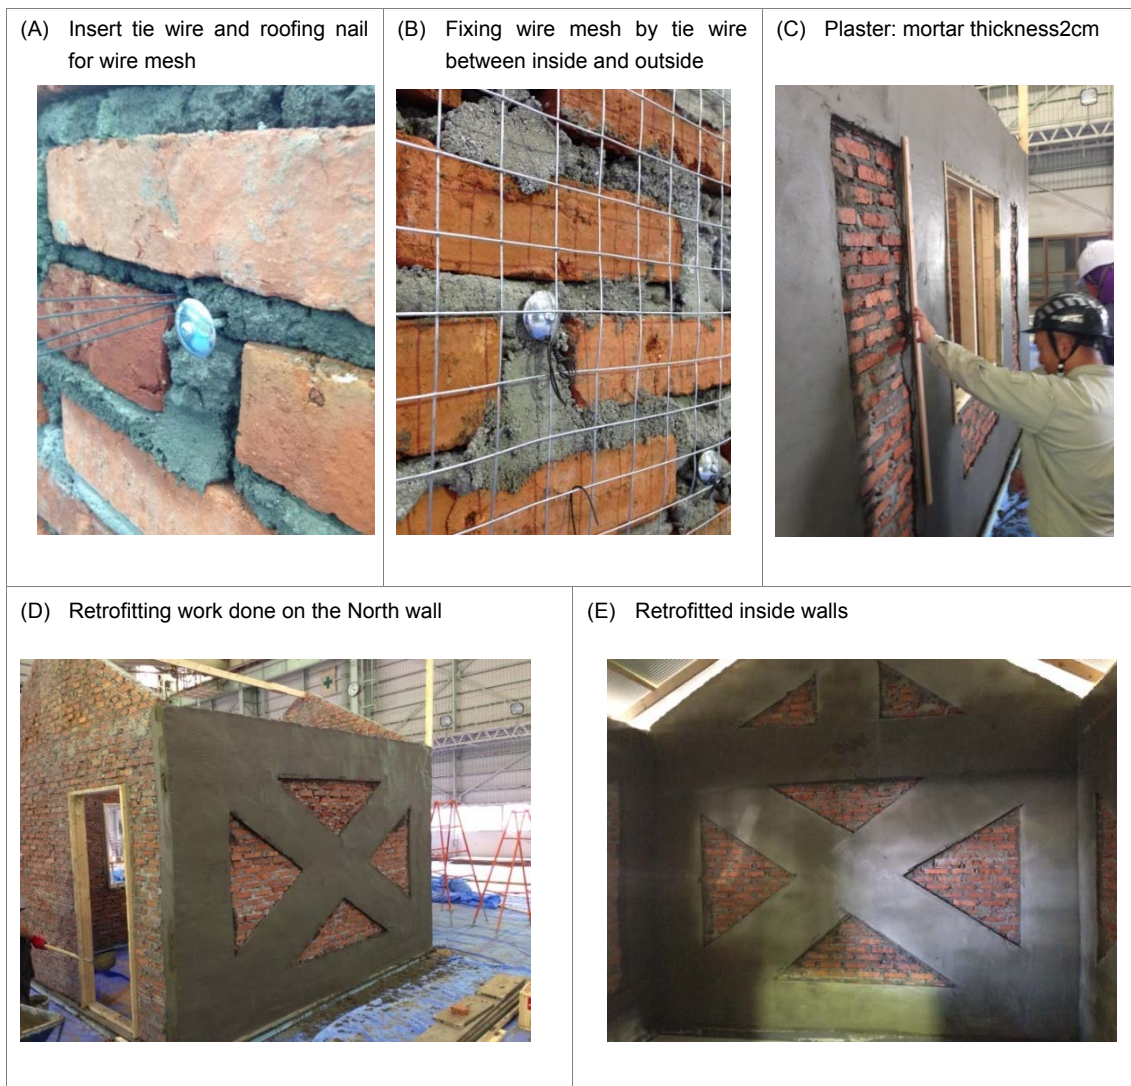 (A) Insert tie wire and roofing nail
for wire mesh
(B) Fixing wire mesh by tie wire
between inside and outside
(C) Plaster: mortar thickness2cm
(D) Retrofitting work done on the North wall
(E) Retrofitted inside walls